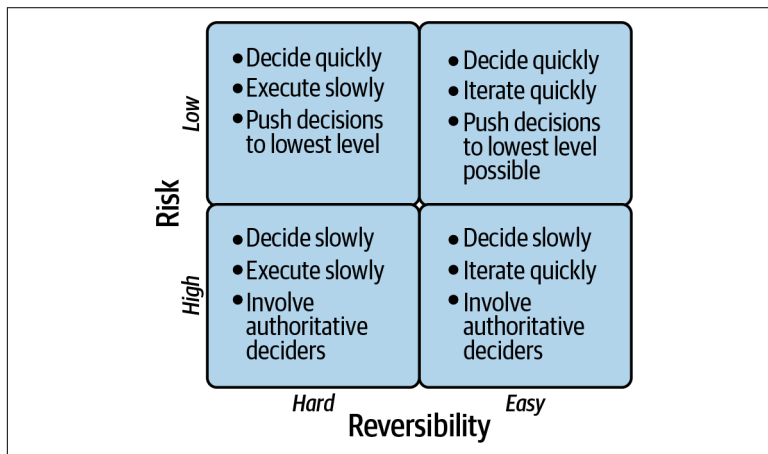 • Decide quickly
• Execute slowly
• Push decisions
to lowest level
• Decide quickly
• Iterate quickly
• Push decisions
to lowest level
possible
Low
Risk
• Decide slowly
• Execute slowly
• Involve
authoritative
deciders
• Decide slowly
• Iterate quickly
• Involve
authoritative
deciders
High
Hard
Easy
Reversibility